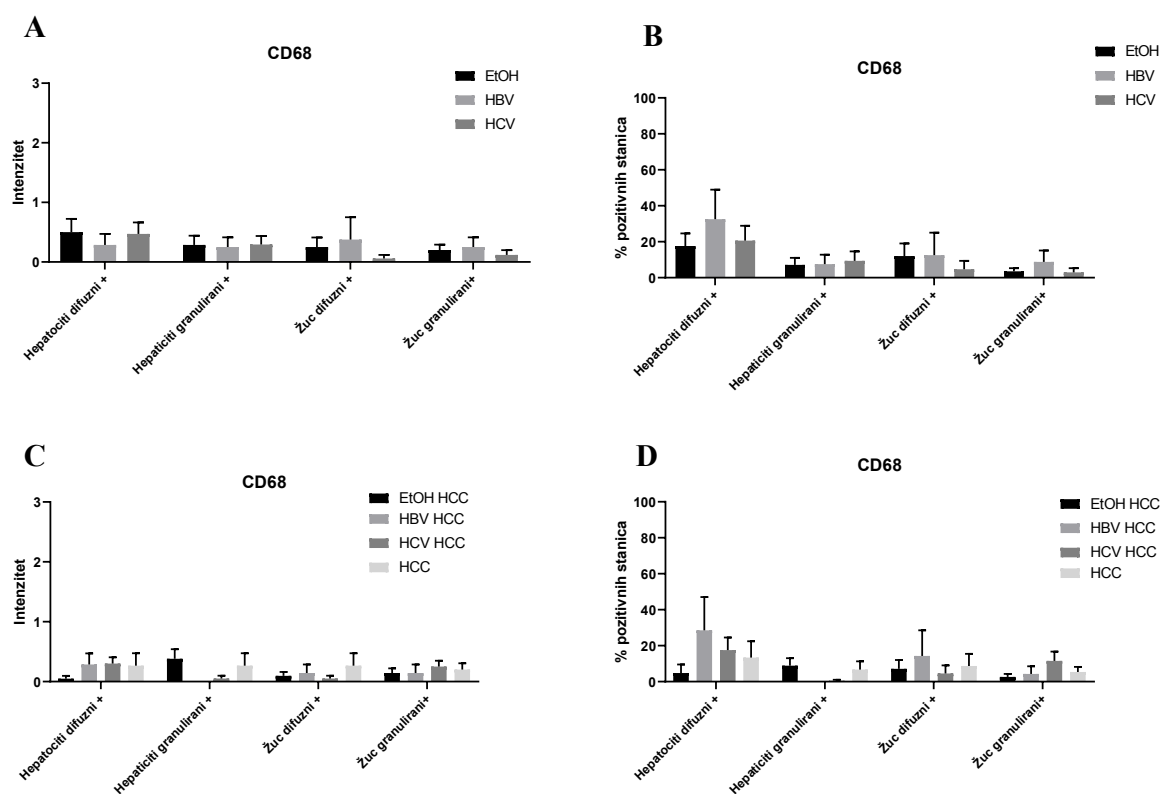 A
CD68
EtOH
HBV
HCV
Intenzitet
3
2
1
0
Hepatociti difuzni +
Hepaticiti granulirani +
Žuc difuzni +
Žuc granulirani+
B
CD68
EtOH
HBV
HCV
% pozitivnih stanica
100
80
60
40
20
0
Hepatociti difuzni +
Hepaticiti granulirani +
Žuc difuzni +
Žuc granulirani+
C
CD68
EtOH HCC
HBV HCC
HCV HCC
HCC
Intenzitet
3
2
1
0
Hepatociti difuzni +
Hepaticiti granulirani +
Žuc difuzni +
Žuc granulirani+
D
CD68
EtOH HCC
HBV HCC
HCV HCC
HCC
% pozitivnih stanica
100
80
60
40
20
0
Hepatociti difuzni +
Hepaticiti granulirani +
Žuc difuzni +
Žuc granulirani+